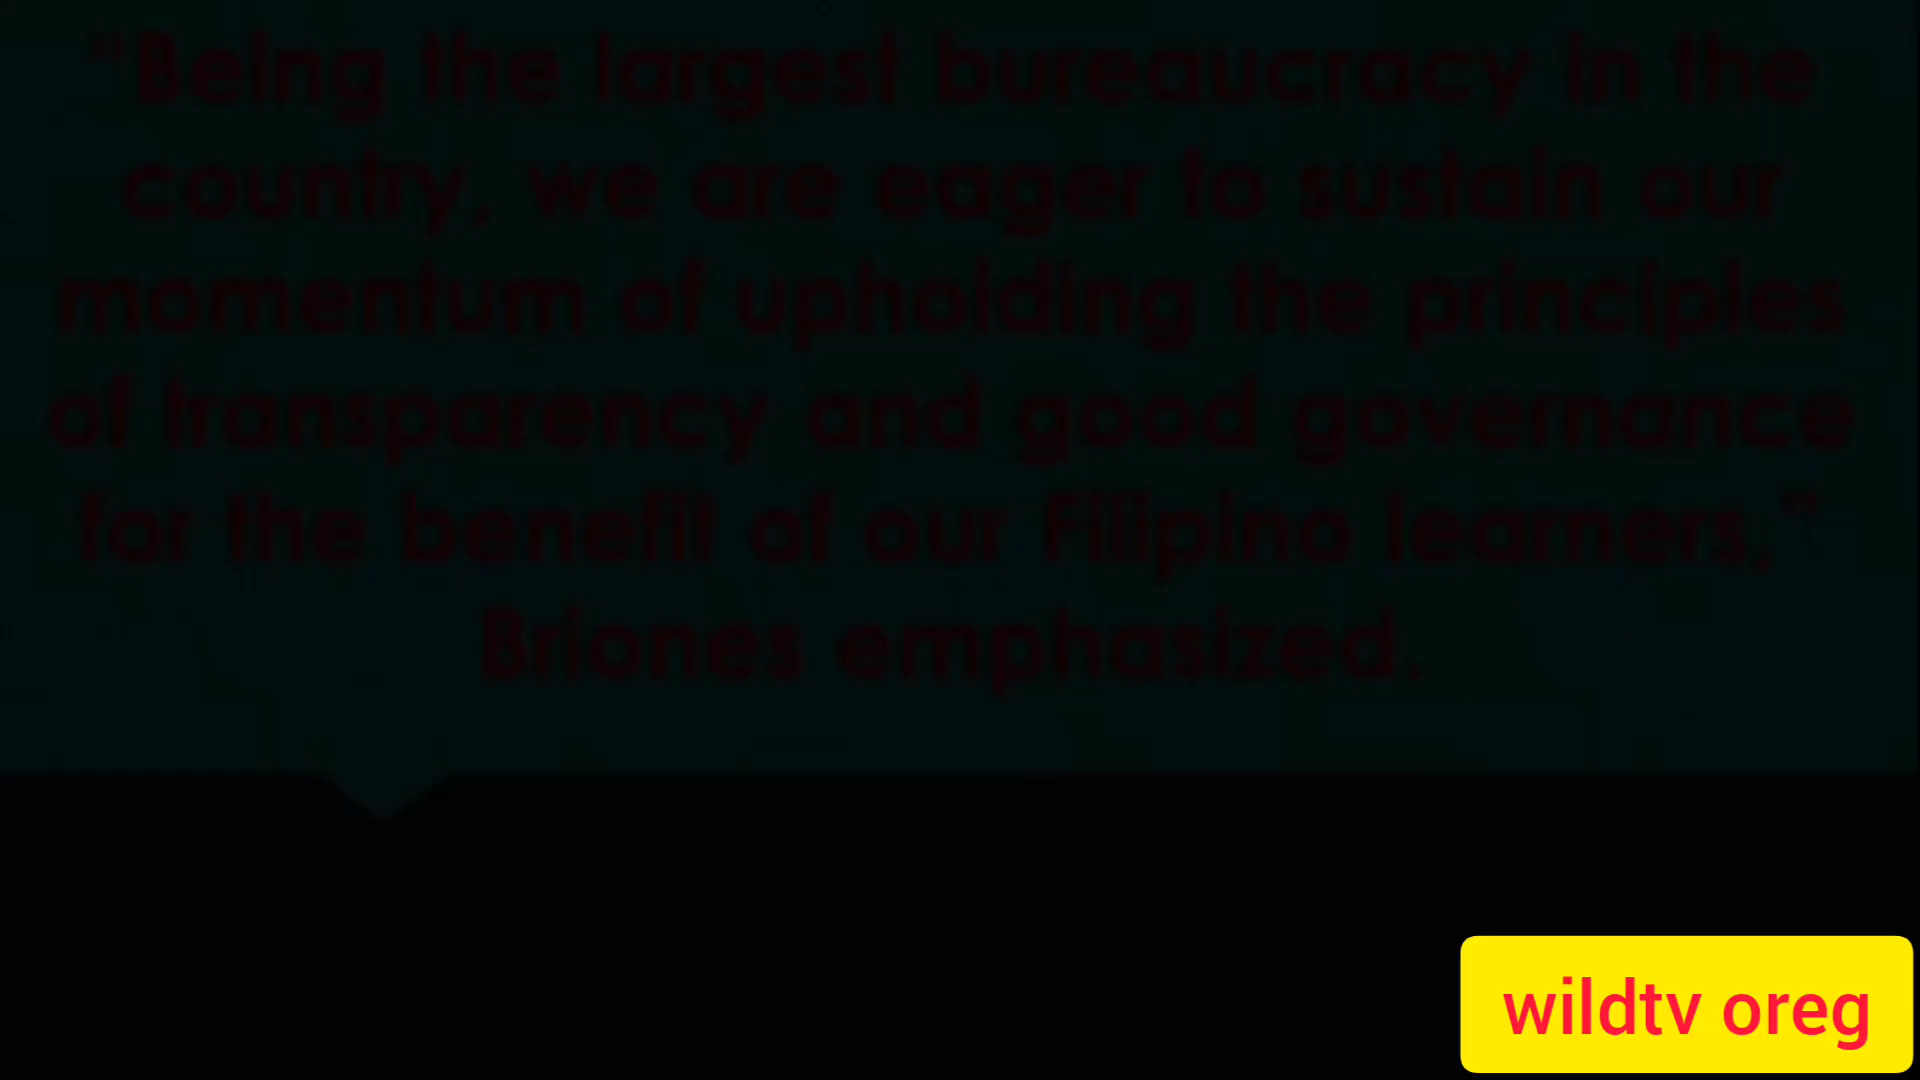 "Being the largest bureaucracy in the
country, we are eager to sustain our
momentum of upholding the principles
of transparency and good governance
for the benefit of our Filipino learners,"
Briones emphasized.
wildtv oreg